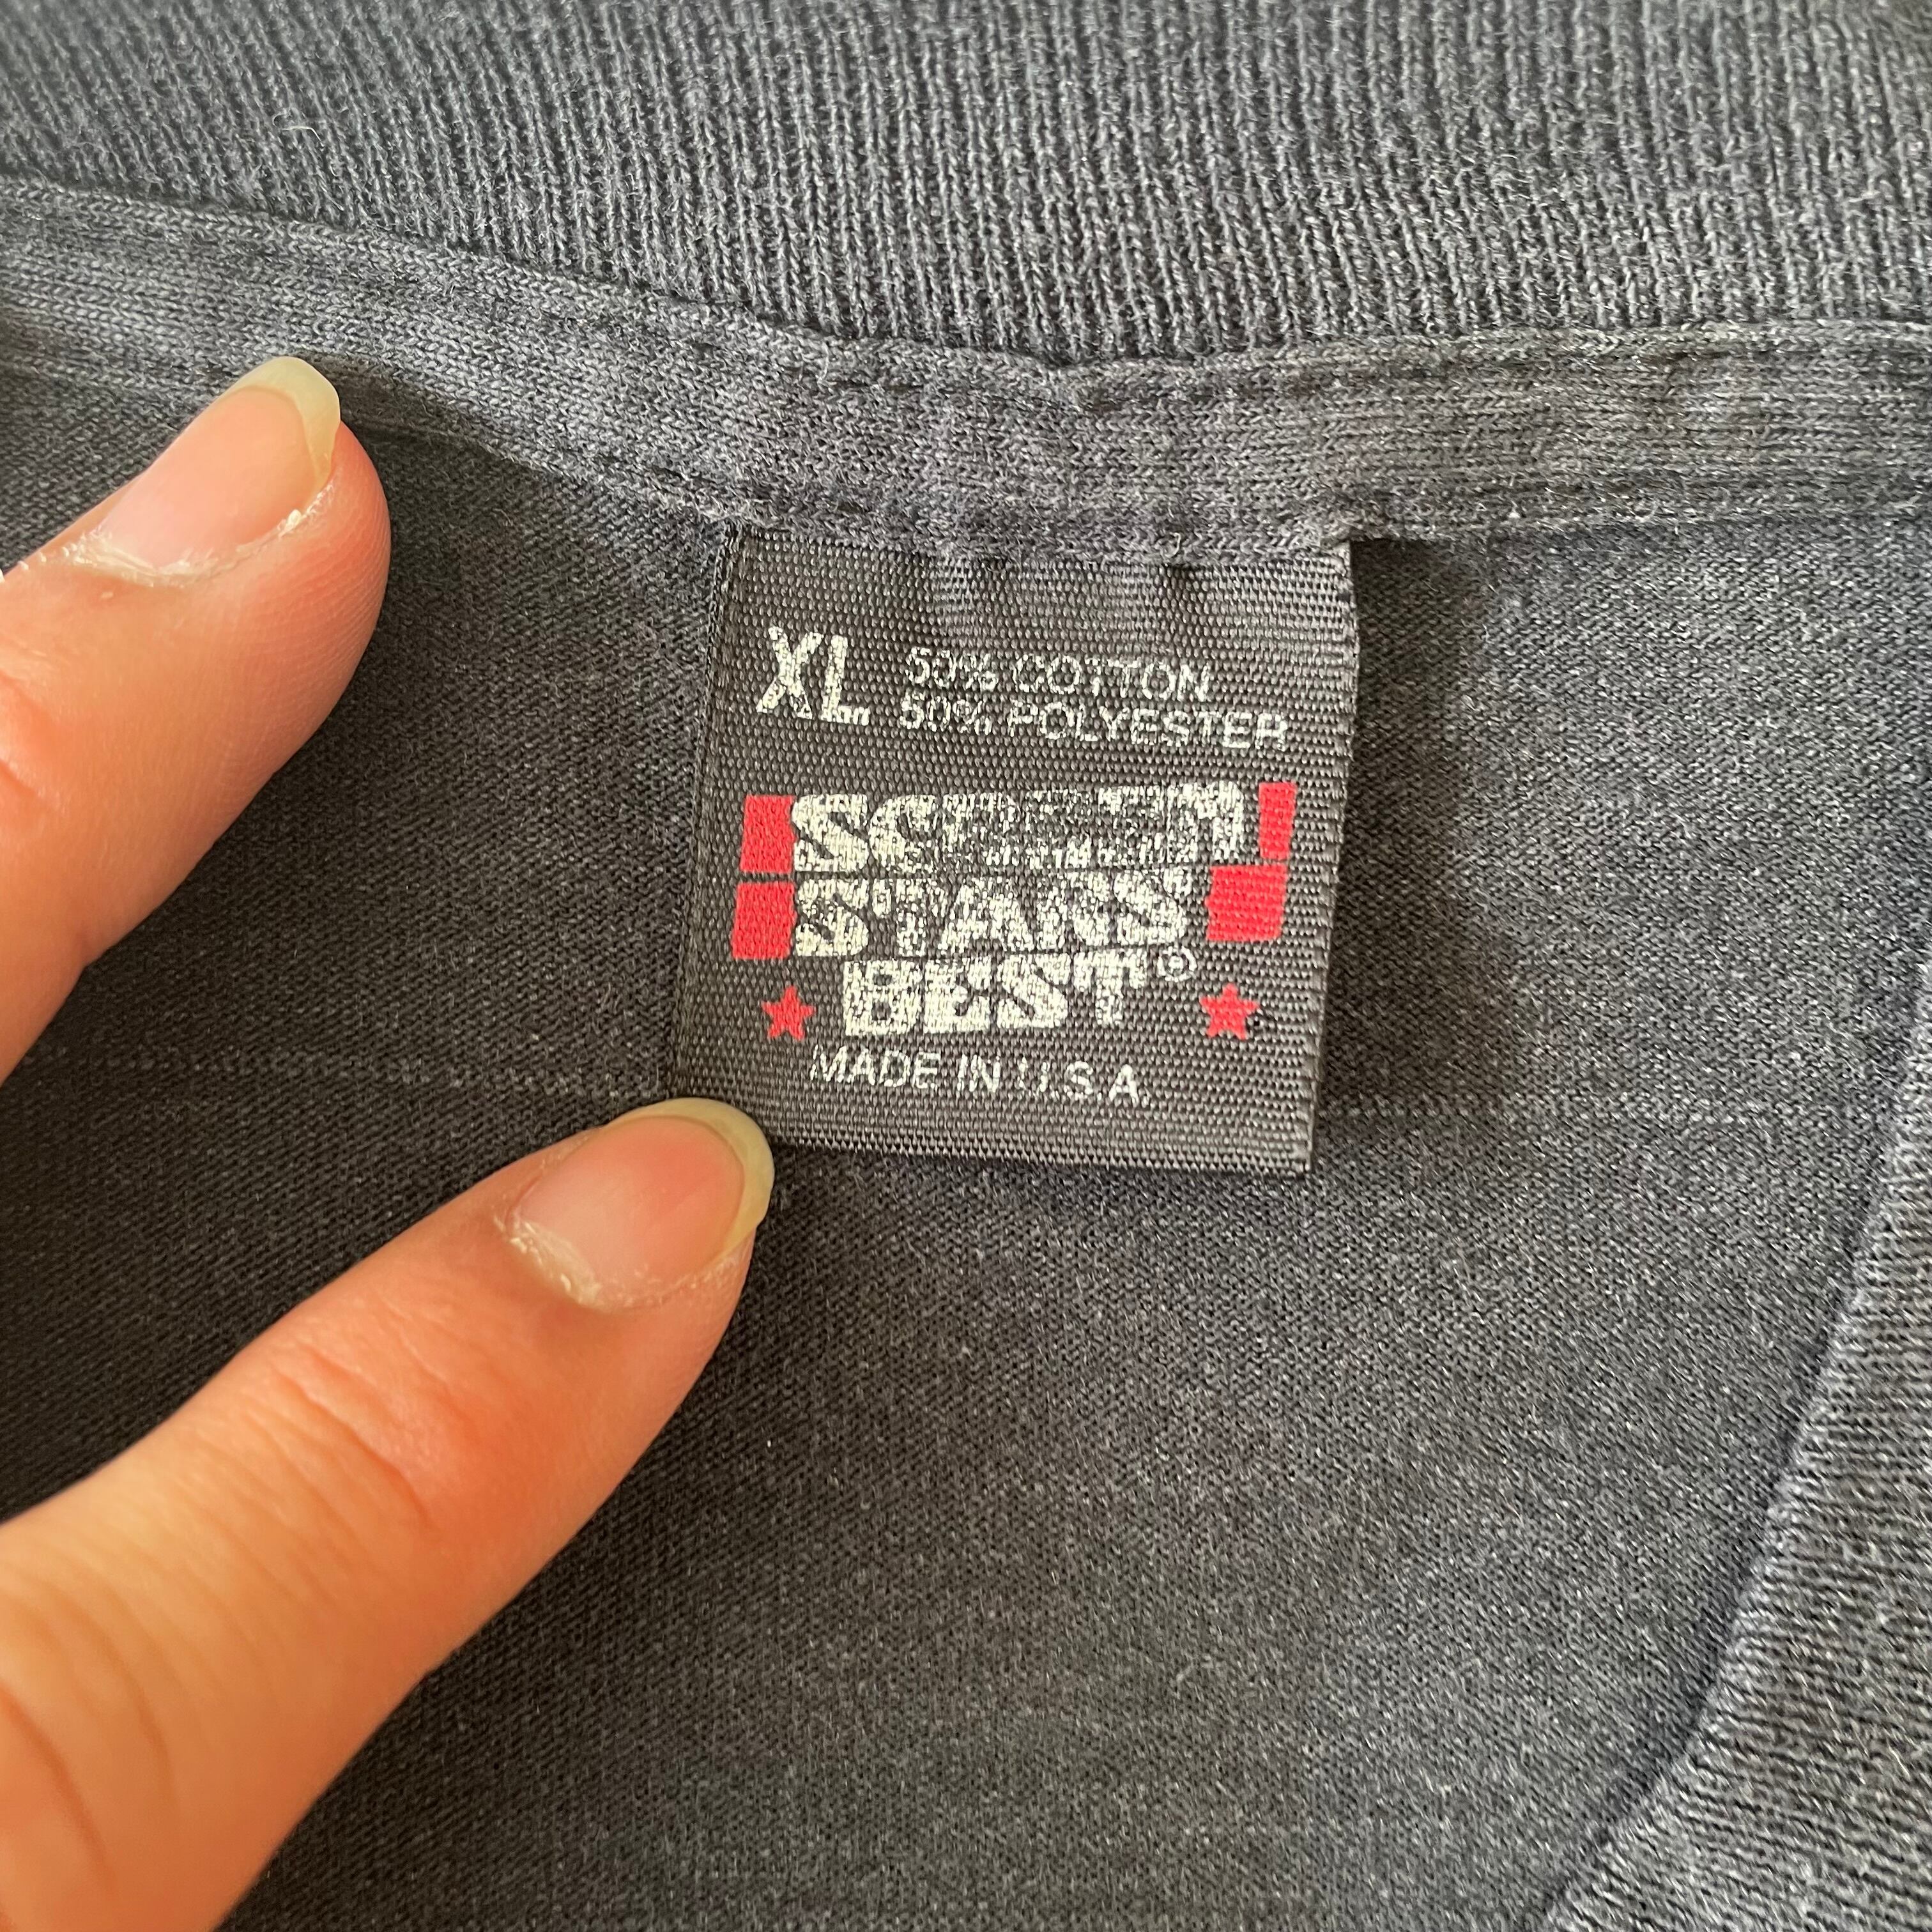 XL
50% COTTON
50% POLYESTER
SCREEN
STARS
BEST®
MADE IN U.S.A.